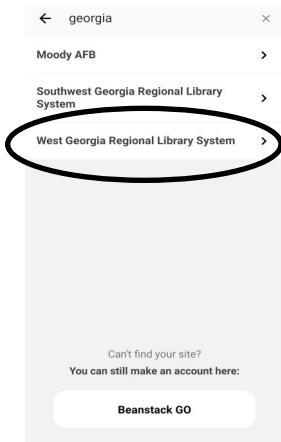 georgia
Moody AFB
Southwest Georgia Regional Library
System
West Georgia Regional Library System
Can't find your site?
You can still make an account here:
Beanstack GO